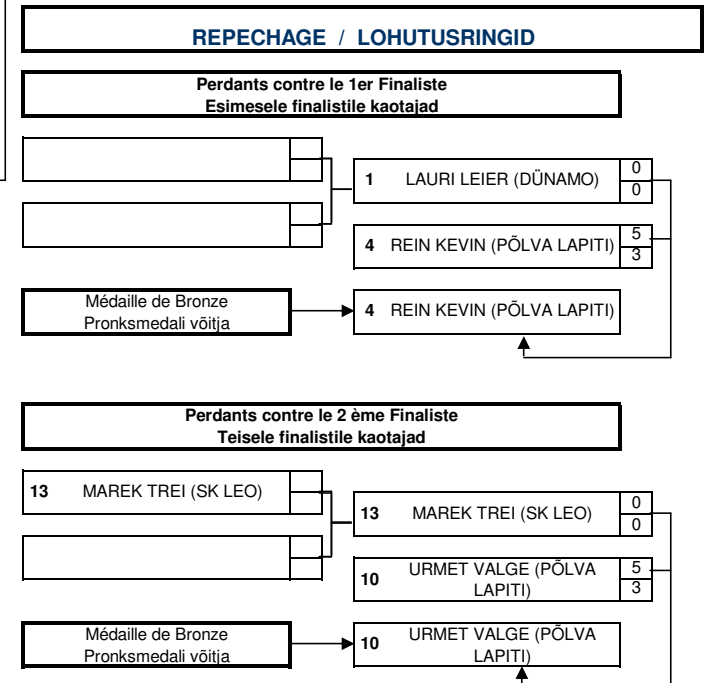 REPECHAGE / LOHUTUSRINGID
Perdants contre le 1er Finaliste
Esimesele finalistile kaotajad
1 LAURI LEIER (DÜNAMO) 0
0
4 REIN KEVIN (PÕLVA LAPITI) 5
3
Médaille de Bronze
Pronksmedali võitja
4 REIN KEVIN (PÕLVA LAPITI)
Perdants contre le 2 ème Finaliste
Teisele finalistile kaotajad
13 MAREK TREI (SK LEO)
13 MAREK TREI (SK LEO) 0
0
10 URMET VALGE (PÕLVA
LAPITI) 5
3
Médaille de Bronze
Pronksmedali võitja
10 URMET VALGE (PÕLVA
LAPITI)